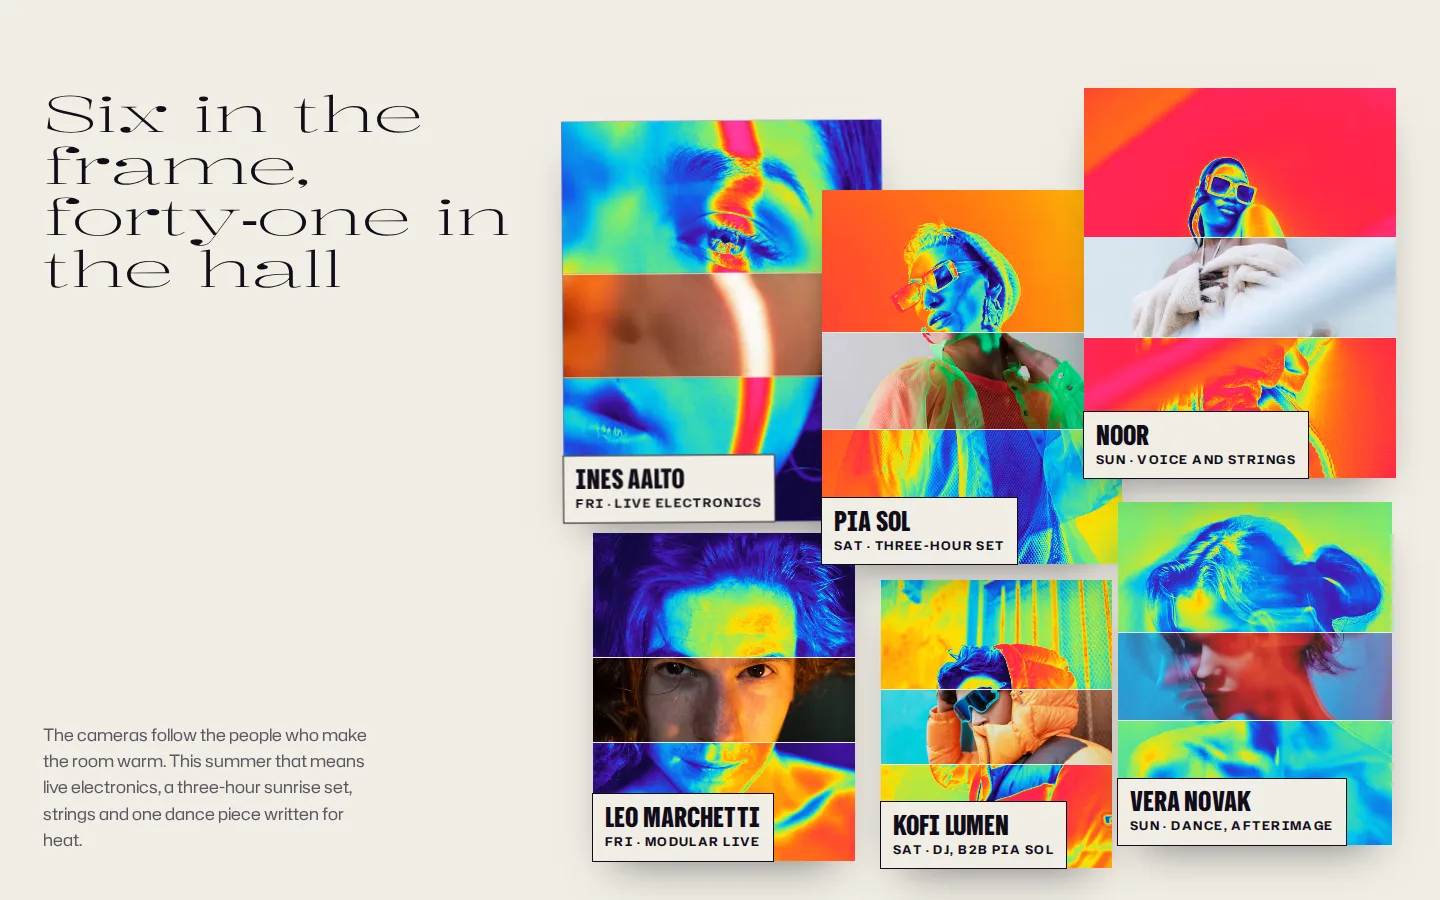 Six in the
frame,
forty-one in
the hall
The cameras follow the people who make
the room warm. This summer that means
live electronics, a three-hour sunrise set,
strings and one dance piece written for
heat.
INES AALTO
FRI · LIVE ELECTRONICS
PIA SOL
SAT · THREE-HOUR SET
NOOR
SUN · VOICE AND STRINGS
LEO MARCHETTI
FRI · MODULAR LIVE
KOFI LUMEN
SAT · DJ, B2B PIA SOL
VERA NOVAK
SUN · DANCE, AFTERIMAGE